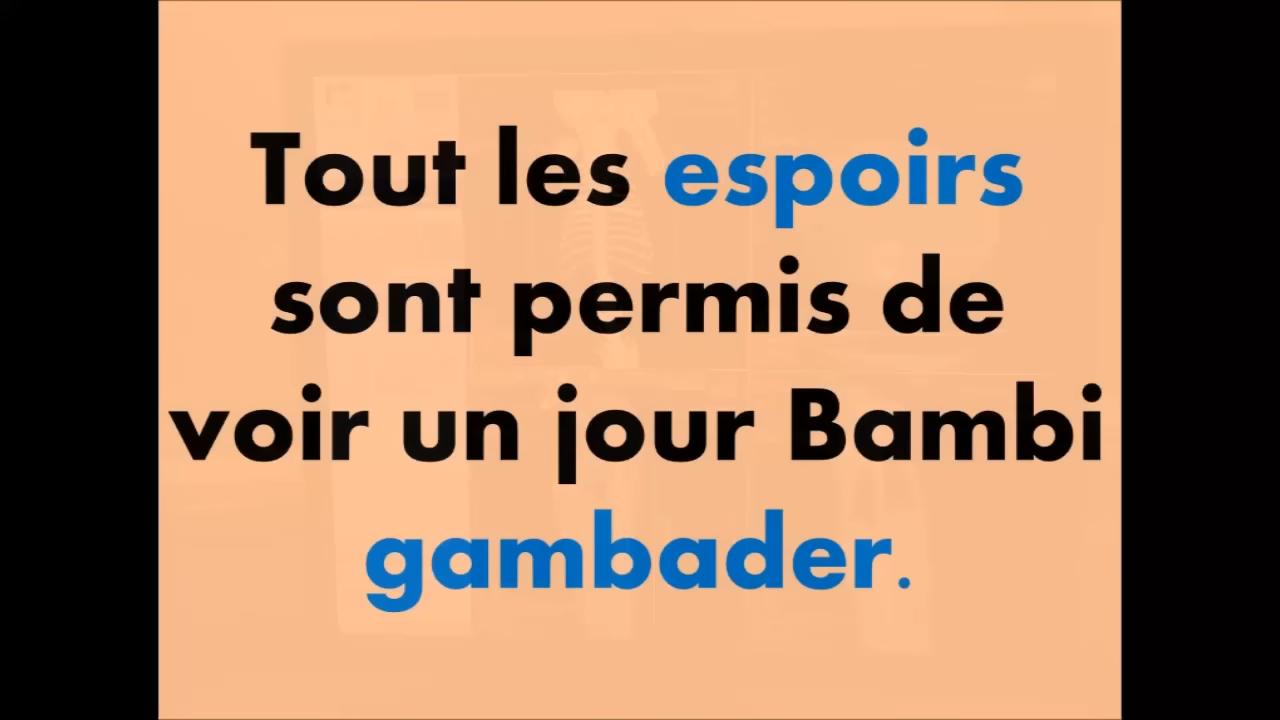 Tout les espoirs
sont permis de
voir un jour Bambi
gambader.